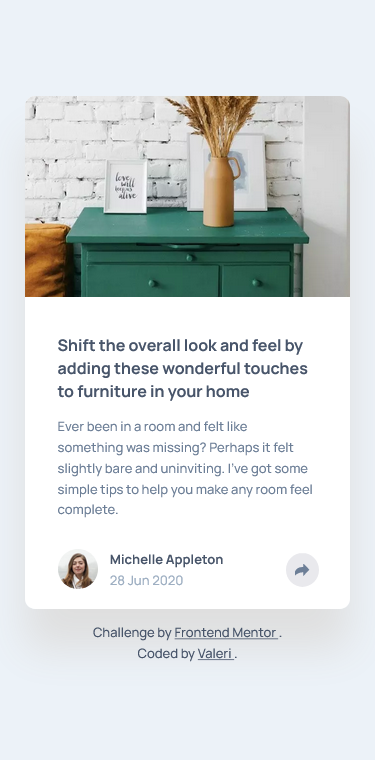 love
will
keep us
alive
Shift the overall look and feel by
adding these wonderful touches
to furniture in your home
Ever been in a room and felt like
something was missing? Perhaps it felt
slightly bare and uninviting. I've got some
simple tips to help you make any room feel
complete.
Michelle Appleton
28 Jun 2020
Challenge by Frontend Mentor .
Coded by Valeri .